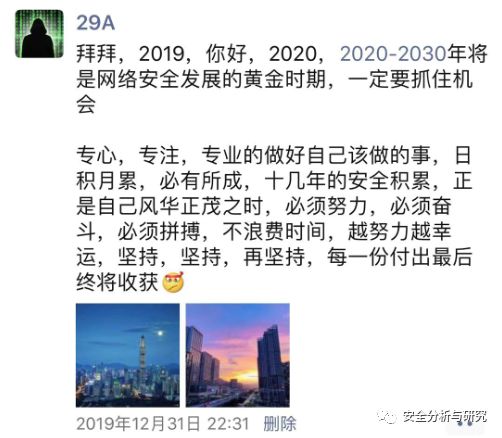 29A
拜拜，2019，你好，2020，2020-2030年将
是网络安全发展的黄金时期，一定要抓住机
会
专心，专注，专业的做好自己该做的事，日
积月累，必有所成，十几年的安全积累，正
是自己风华正茂之时，必须努力，必须奋
斗，必须拼搏，不浪费时间，越努力越幸
运，坚持，坚持，再坚持，每一份付出最后
终将收获
2019年12月31日 22:31 删除
安全分析与研究